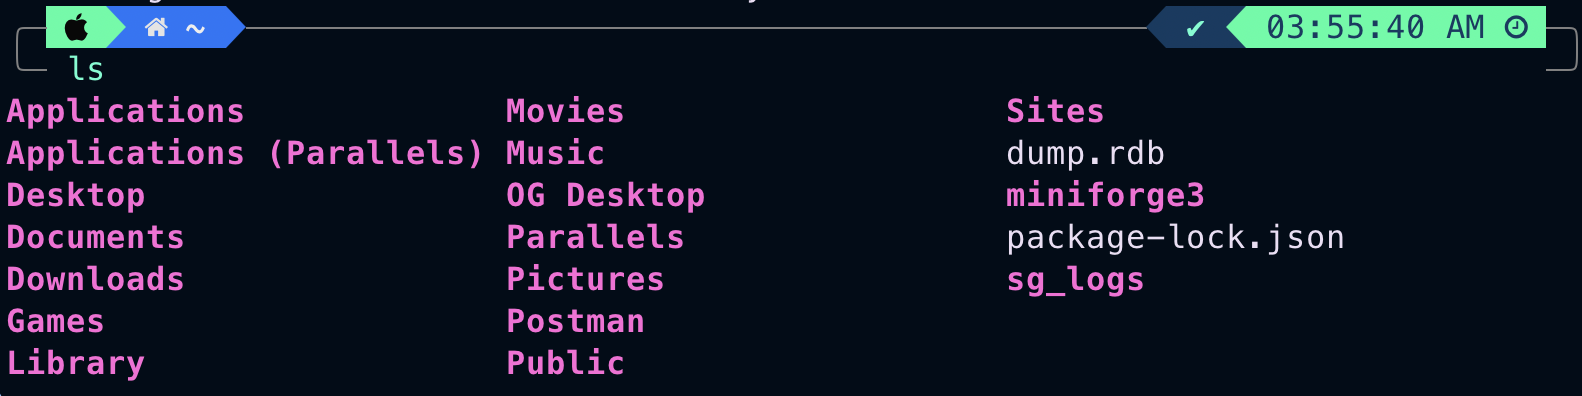 ~ ✔ 03:55:40 AM
ls
Applications Movies Sites
Applications (Parallels) Music dump.rdb
Desktop OG Desktop miniforge3
Documents Parallels package-lock.json
Downloads Pictures sg_logs
Games Postman
Library Public